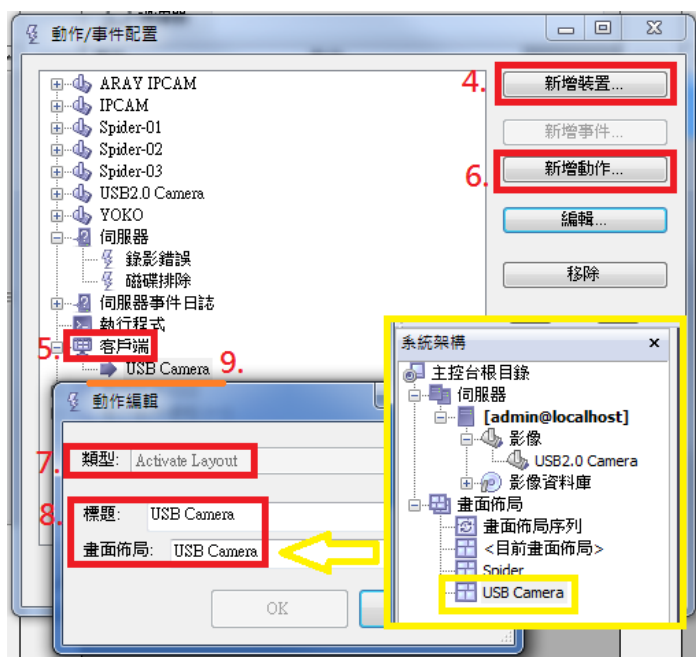 動作/事件配置
ARAY IPCAM
IPCAM
Spider-01
Spider-02
Spider-03
USB2.0 Camera
YOKO
伺服器
錄影錯誤
磁碟排除
伺服器事件日誌
執行程式
5. 客戶端
USB Camera 9.
4. 新增裝置...
新增事件...
6. 新增動作...
編輯...
移除
動作編輯
7. 類型: Activate Layout
8. 標題: USB Camera
畫面佈局: USB Camera
OK
系統架構 x
主控台根目錄
伺服器
[admin@localhost]
影像
USB2.0 Camera
影像資料庫
畫面佈局
畫面佈局序列
<目前畫面佈局>
Spider
USB Camera